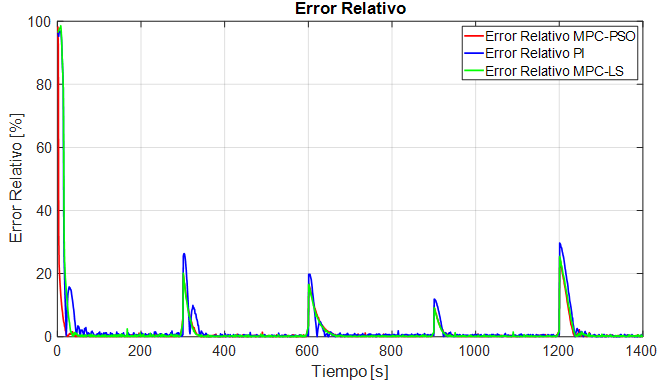 Error Relativo
100
80
60
40
20
0
Error Relativo [%]
Error Relativo MPC-PSO
Error Relativo PI
Error Relativo MPC-LS
0 200 400 600 800 1000 1200 1400
Tiempo [s]